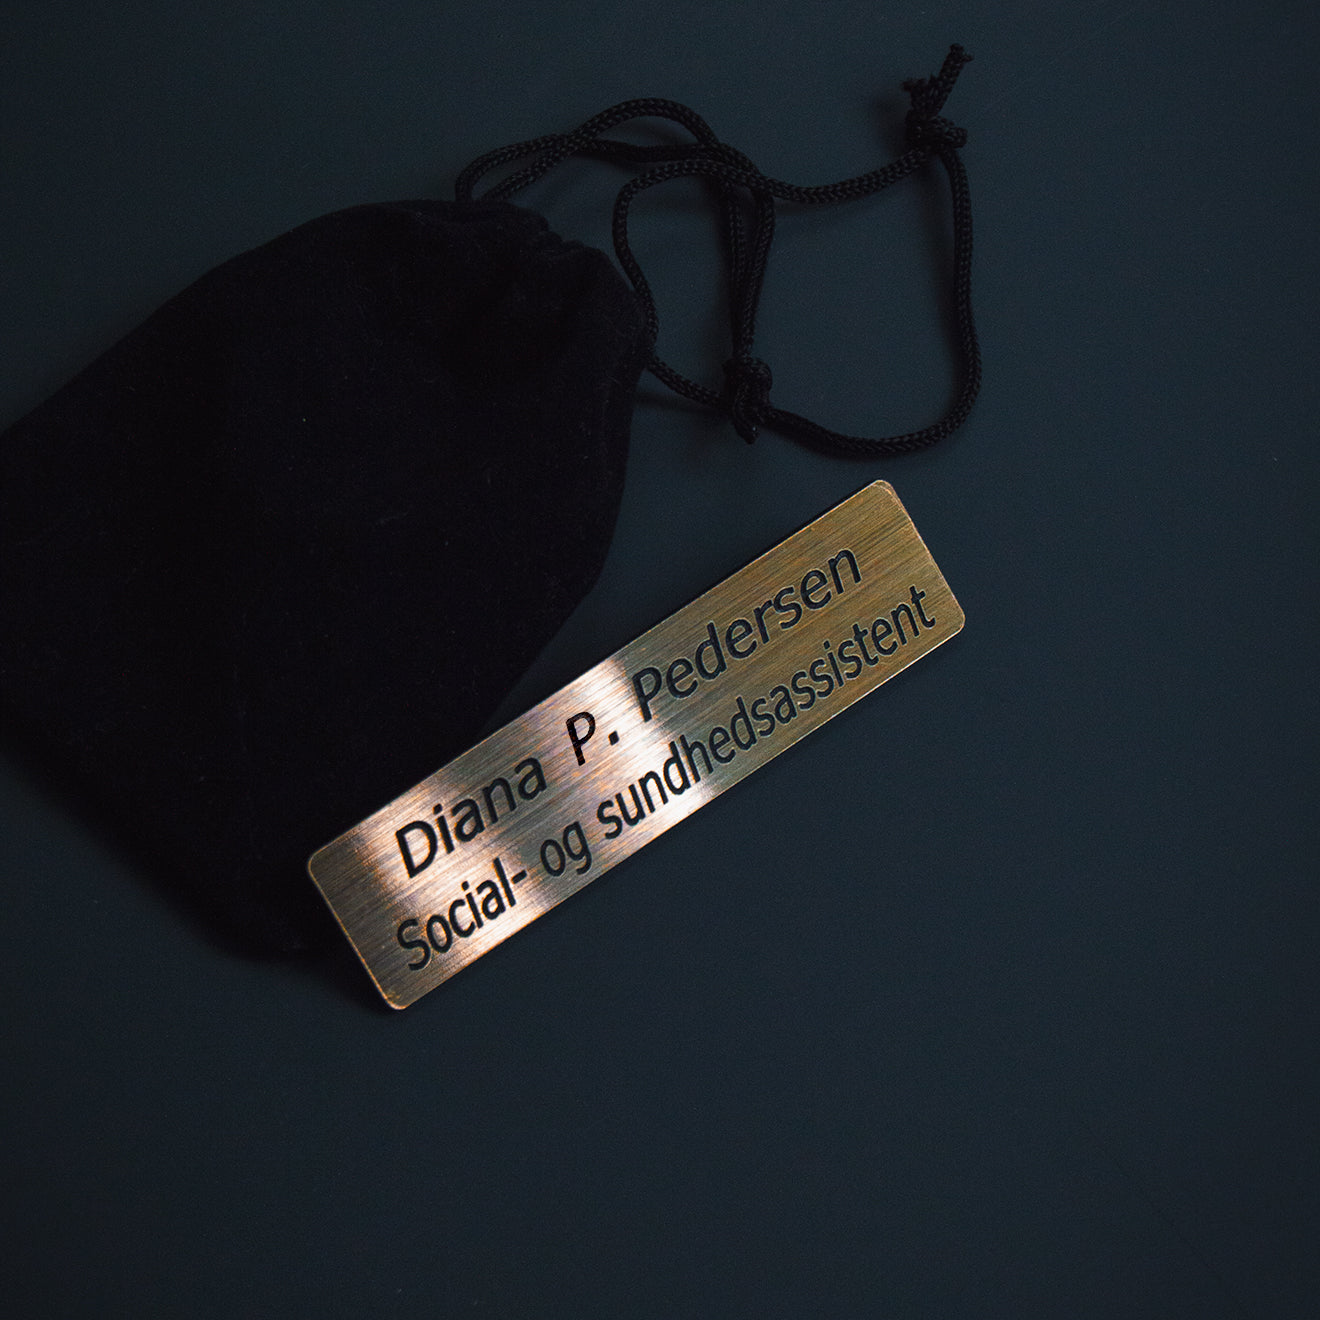 Diana P. Pedersen
Social- og sundhedsassistent